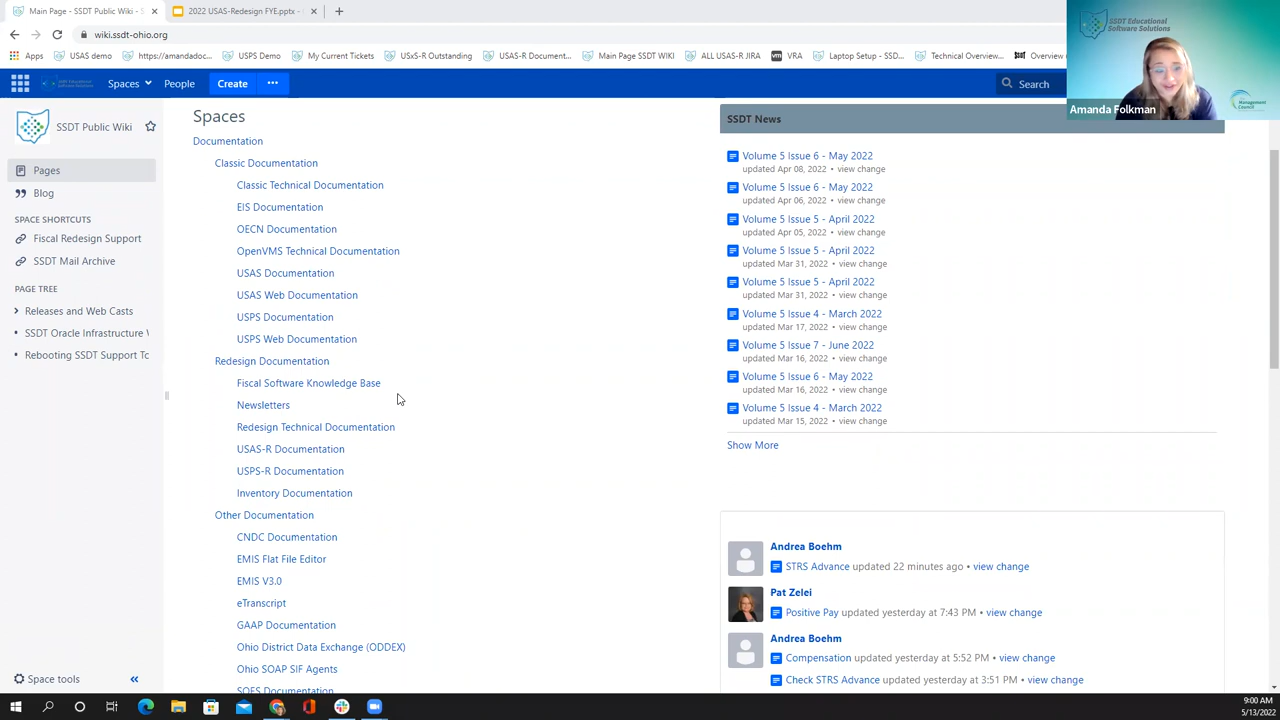 Main Page - SSDT Public Wiki -
2022 USAS-Redesign FYE.pptx -
wiki.ssdt-ohio.org
Apps
USAS demo
https://amandadoc...
USPS Demo
My Current Tickets
USxS-R Outstanding
USAS-R Document...
Main Page SSDT WIKI
ALL USAS-R JIRA
VRA
Laptop Setup - SSD...
Technical Overview...
Overview
SSDT Educational
Software Solutions
Management
Council
Amanda Folkman
Spaces
People
Create
Search
SSDT Public Wiki
Pages
Blog
SPACE SHORTCUTS
Fiscal Redesign Support
SSDT Mail Archive
PAGE TREE
Releases and Web Casts
SSDT Oracle Infrastructure
Rebooting SSDT Support To
Space tools
Spaces
Documentation
Classic Documentation
Classic Technical Documentation
EIS Documentation
OECN Documentation
OpenVMS Technical Documentation
USAS Documentation
USAS Web Documentation
USPS Documentation
USPS Web Documentation
Redesign Documentation
Fiscal Software Knowledge Base
Newsletters
Redesign Technical Documentation
USAS-R Documentation
USPS-R Documentation
Inventory Documentation
Other Documentation
CNDC Documentation
EMIS Flat File Editor
EMIS V3.0
eTranscript
GAAP Documentation
Ohio District Data Exchange (ODDEX)
Ohio SOAP SIF Agents
SOES Documentation
SSDT News
Volume 5 Issue 6 - May 2022
updated Apr 08, 2022 • view change
Volume 5 Issue 6 - May 2022
updated Apr 06, 2022 • view change
Volume 5 Issue 5 - April 2022
updated Apr 05, 2022 • view change
Volume 5 Issue 5 - April 2022
updated Mar 31, 2022 • view change
Volume 5 Issue 5 - April 2022
updated Mar 31, 2022 • view change
Volume 5 Issue 4 - March 2022
updated Mar 17, 2022 • view change
Volume 5 Issue 7 - June 2022
updated Mar 16, 2022 • view change
Volume 5 Issue 6 - May 2022
updated Mar 16, 2022 • view change
Volume 5 Issue 4 - March 2022
updated Mar 15, 2022 • view change
Show More
Andrea Boehm
STRS Advance updated 22 minutes ago • view change
Pat Zelei
Positive Pay updated yesterday at 7:43 PM • view change
Andrea Boehm
Compensation updated yesterday at 5:52 PM • view change
Check STRS Advance updated yesterday at 3:51 PM • view change
9:00 AM
5/13/2022